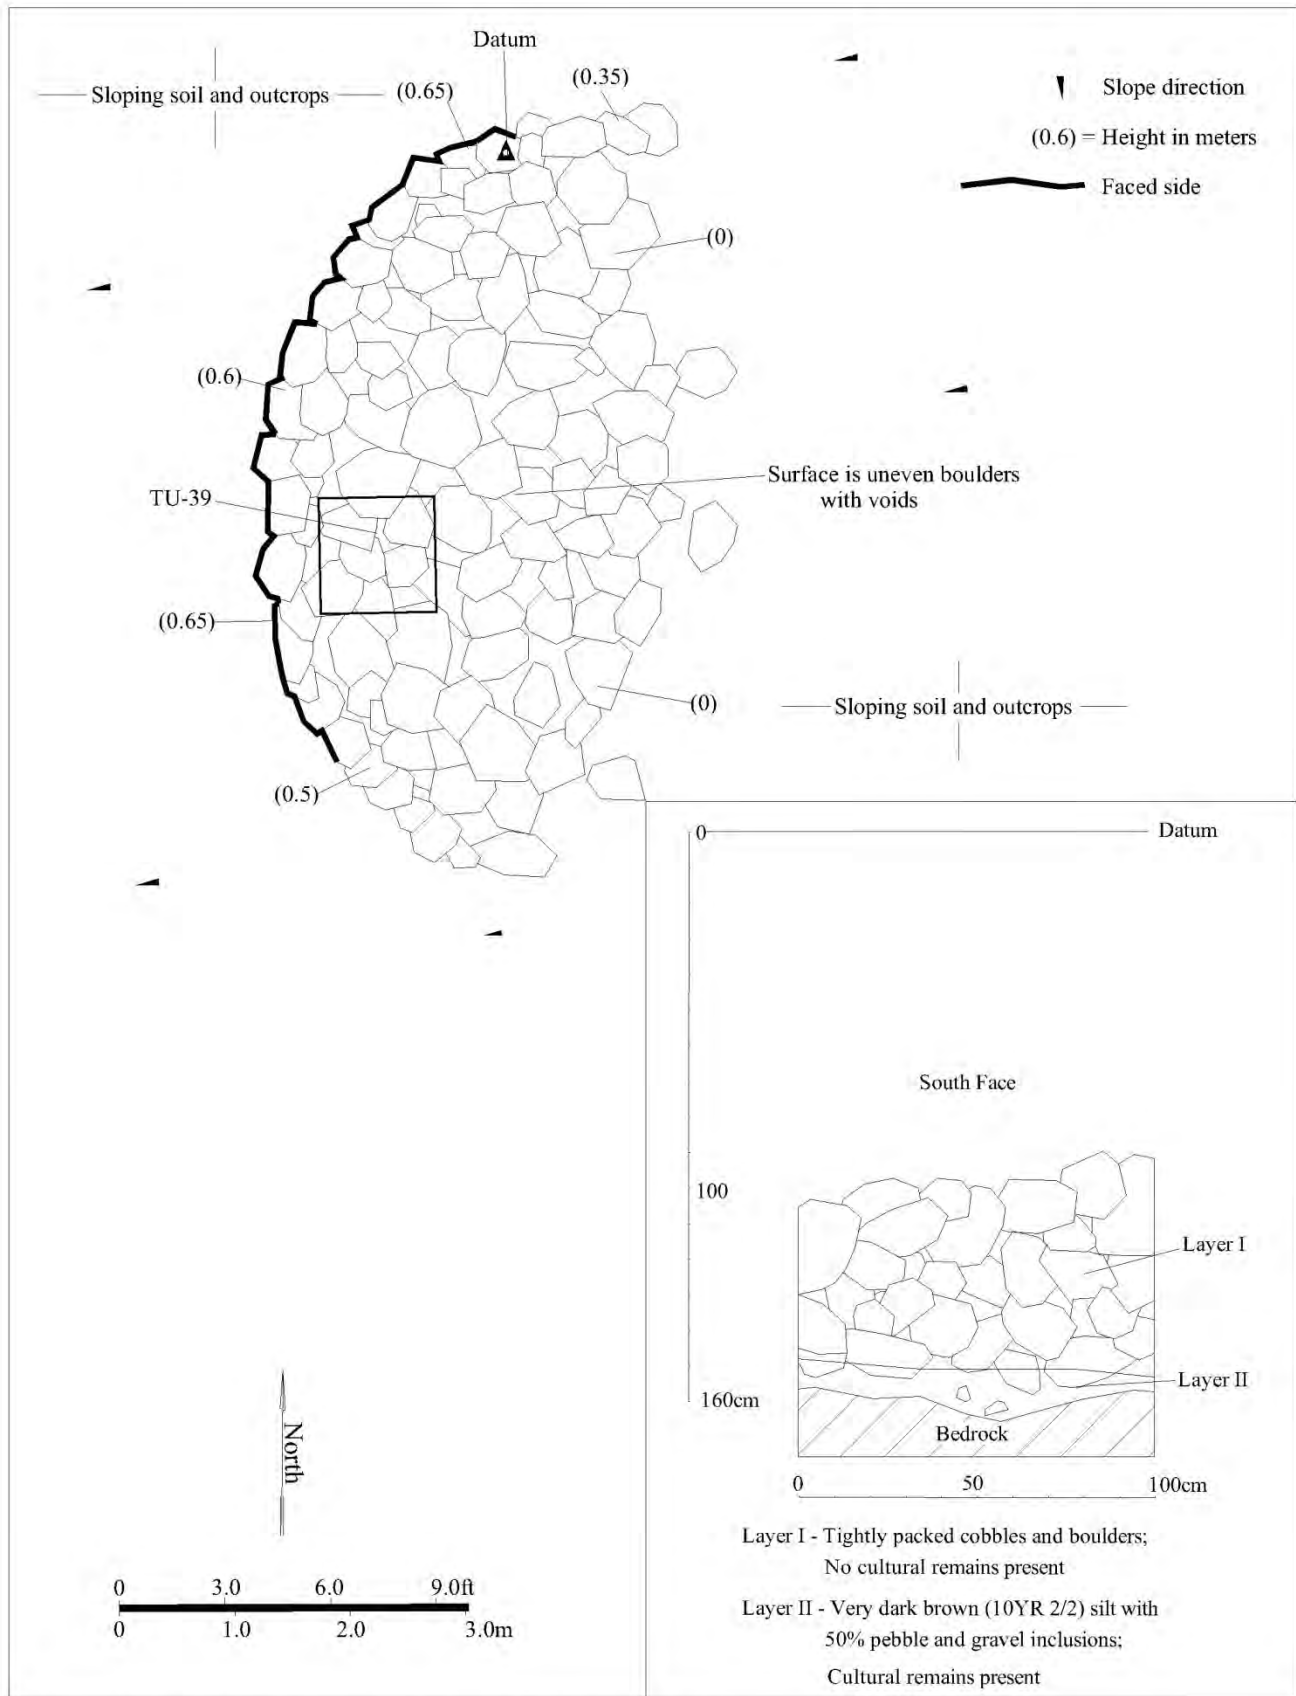 Datum
(0.65)
(0.35)
Sloping soil and outcrops
Slope direction
(0.6) = Height in meters
Faced side
(0)
(0.6)
TU-39
Surface is uneven boulders
with voids
(0.65)
(0)
Sloping soil and outcrops
(0.5)
0
Datum
South Face
100
Layer I
Layer II
160cm
Bedrock
0 50 100cm
North
Layer I - Tightly packed cobbles and boulders;
No cultural remains present
Layer II - Very dark brown (10YR 2/2) silt with
50% pebble and gravel inclusions;
Cultural remains present
0 3.0 6.0 9.0ft
0 1.0 2.0 3.0m